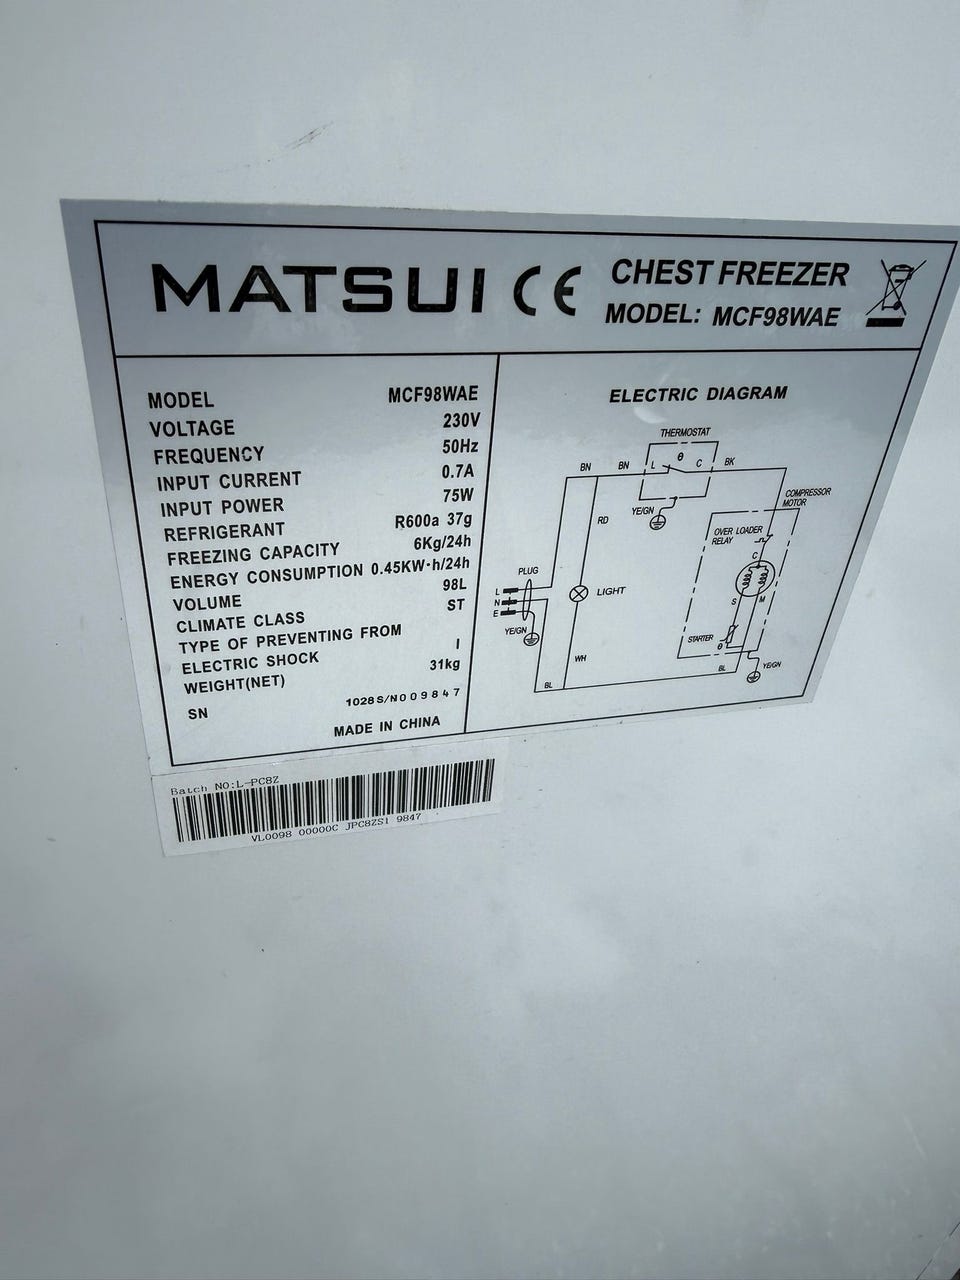 MATSUI CE
CHEST FREEZER
MODEL: MCF98WAE
MODEL MCF98WAE
VOLTAGE 230V
FREQUENCY 50Hz
INPUT CURRENT 0.7A
INPUT POWER 75W
REFRIGERANT R600a 37g
FREEZING CAPACITY 6Kg/24h
ENERGY CONSUMPTION 0.45KW·h/24h
VOLUME 98L
CLIMATE CLASS ST
TYPE OF PREVENTING FROM
ELECTRIC SHOCK I
WEIGHT(NET) 31kg
SN 1028S/N009847
MADE IN CHINA
ELECTRIC DIAGRAM
THERMOSTAT
BN BN L θ C BK
YE/GN
RD
COMPRESSOR
MOTOR
OVER LOADER
RELAY
C
PLUG
L
N
E
LIGHT
S M
YE/GN
STARTER
θ
WH
BL
BL
YE/GN
Batch NO:L-PC8Z
VL0098 00000C JPC8ZS1 9847